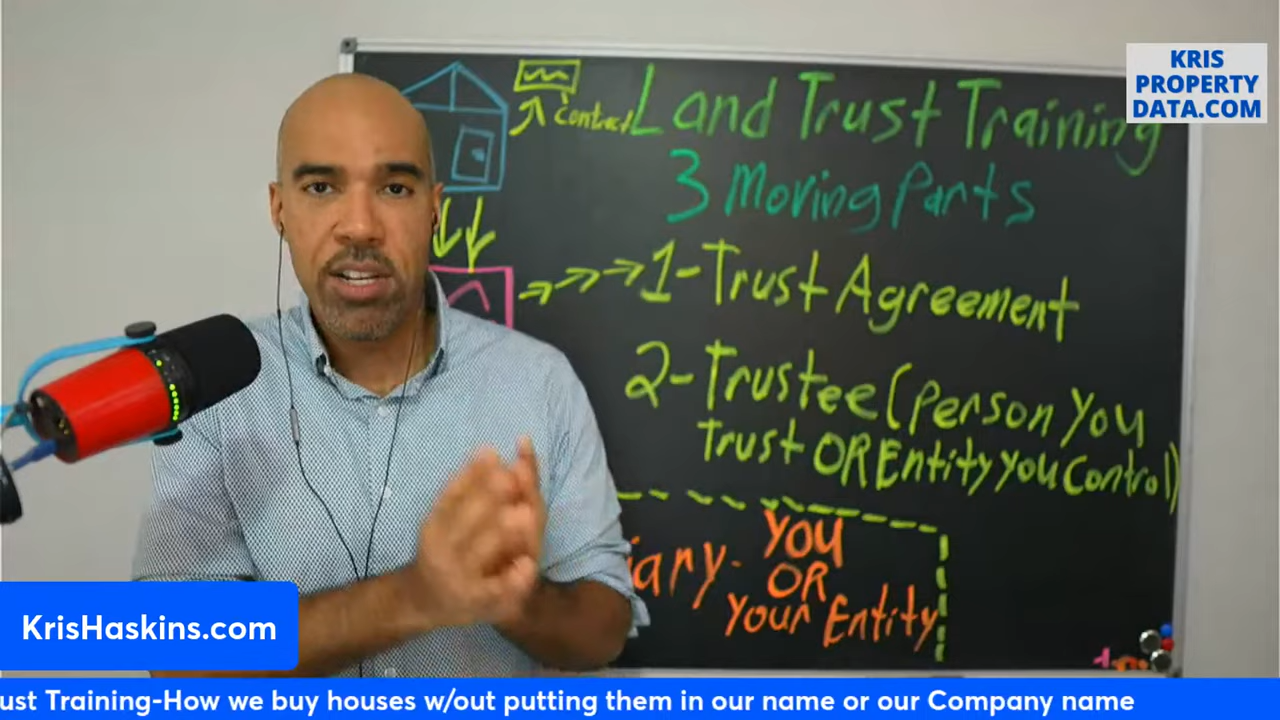 KRIS
PROPERTY
DATA.COM
Contract
Land Trust Training
3 Moving Parts
1-Trust Agreement
2-Trustee (Person You
Trust OR Entity You Control)
iary- You
OR
Your Entity
KrisHaskins.com
ust Training-How we buy houses w/out putting them in our name or our Company name